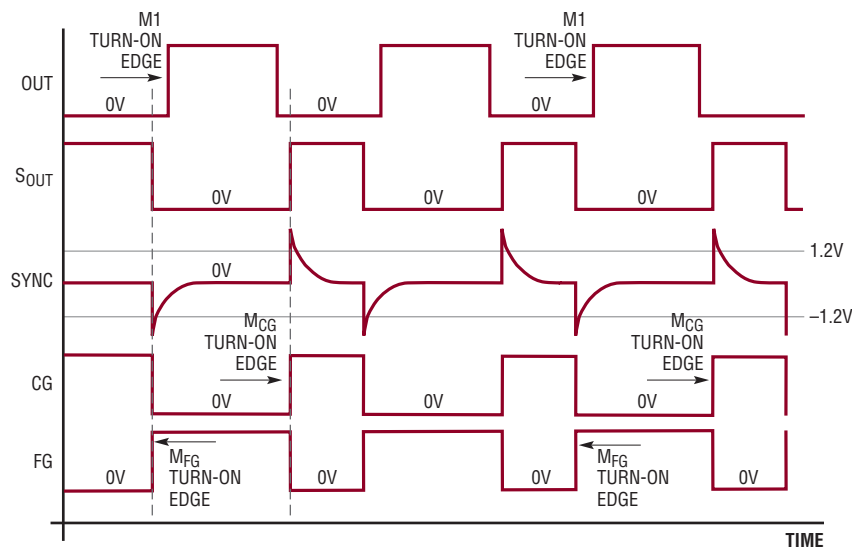 M1
TURN-ON
EDGE
M1
TURN-ON
EDGE
OUT
0V
0V
0V
SOUT
0V
0V
0V
1.2V
SYNC
0V
–1.2V
MCG
TURN-ON
EDGE
MCG
TURN-ON
EDGE
CG
0V
0V
0V
FG
0V
MFG
TURN-ON
EDGE
0V
0V
MFG
TURN-ON
EDGE
0V
TIME